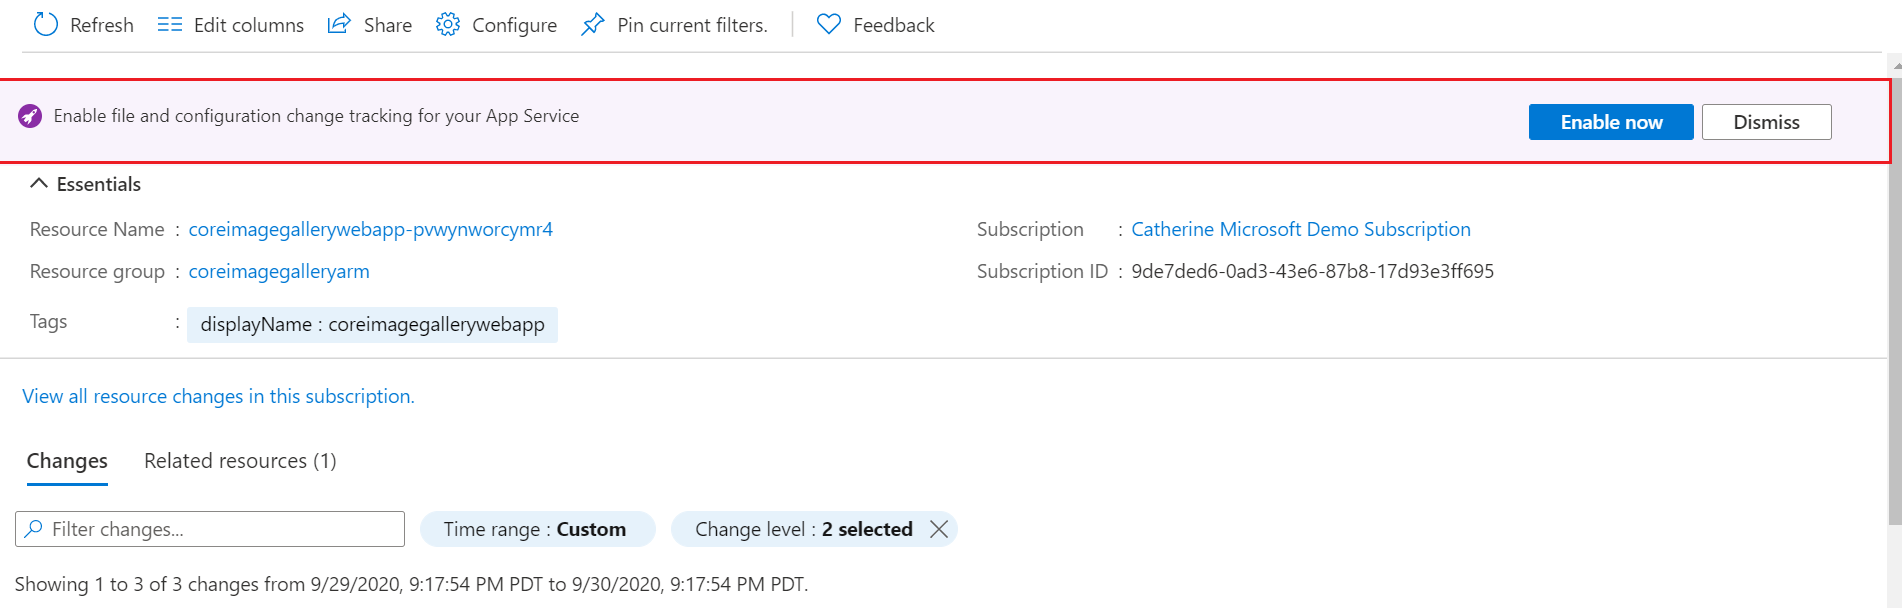 Refresh Edit columns Share Configure Pin current filters. Feedback
Enable file and configuration change tracking for your App Service Enable now Dismiss
Essentials
Resource Name : coreimagegallerywebapp-pvwynworcymr4 Subscription : Catherine Microsoft Demo Subscription
Resource group : coreimagegalleryarm Subscription ID : 9de7ded6-0ad3-43e6-87b8-17d93e3ff695
Tags : displayName : coreimagegallerywebapp
View all resource changes in this subscription.
Changes Related resources (1)
Filter changes... Time range : Custom Change level : 2 selected
Showing 1 to 3 of 3 changes from 9/29/2020, 9:17:54 PM PDT to 9/30/2020, 9:17:54 PM PDT.